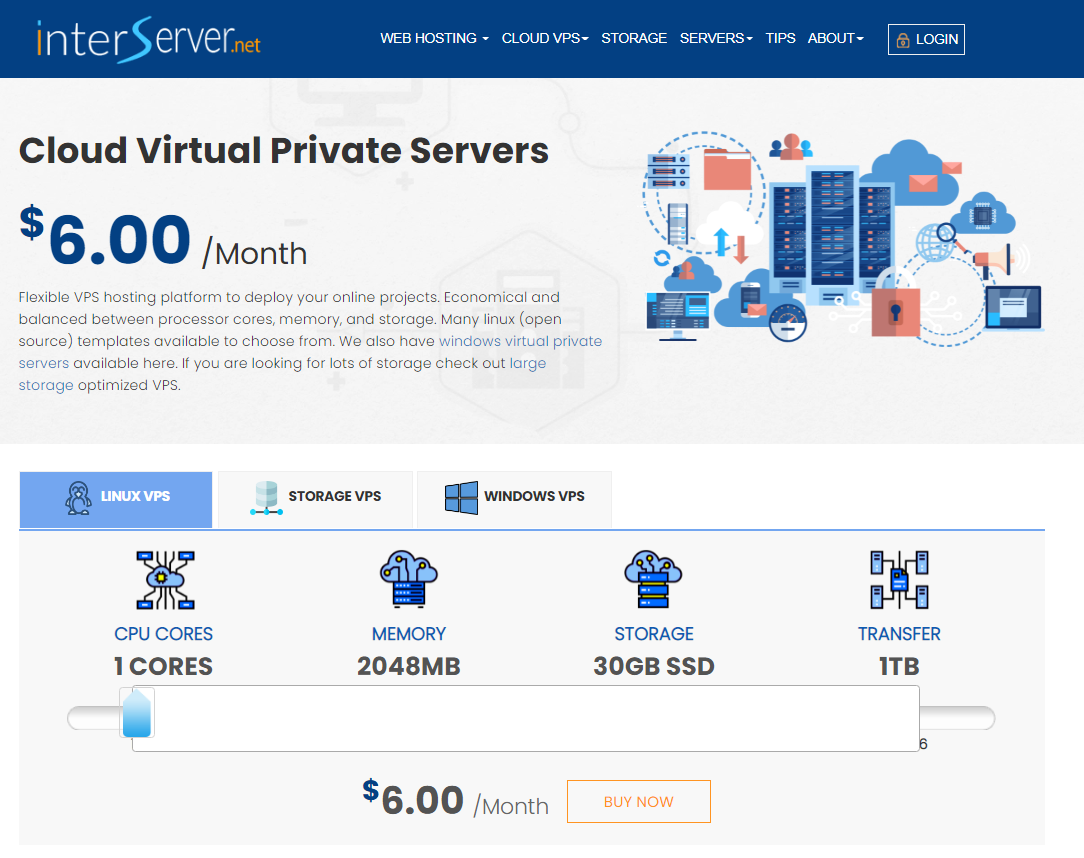 interServer.net
WEB HOSTING CLOUD VPS STORAGE SERVERS TIPS ABOUT LOGIN
Cloud Virtual Private Servers
$6.00 /Month
Flexible VPS hosting platform to deploy your online projects. Economical and
balanced between processor cores, memory, and storage. Many linux (open
source) templates available to choose from. We also have windows virtual private
servers available here. If you are looking for lots of storage check out large
storage optimized VPS.
LINUX VPS STORAGE VPS WINDOWS VPS
CPU CORES MEMORY STORAGE TRANSFER
1 CORES 2048MB 30GB SSD 1TB
6
$6.00 /Month BUY NOW